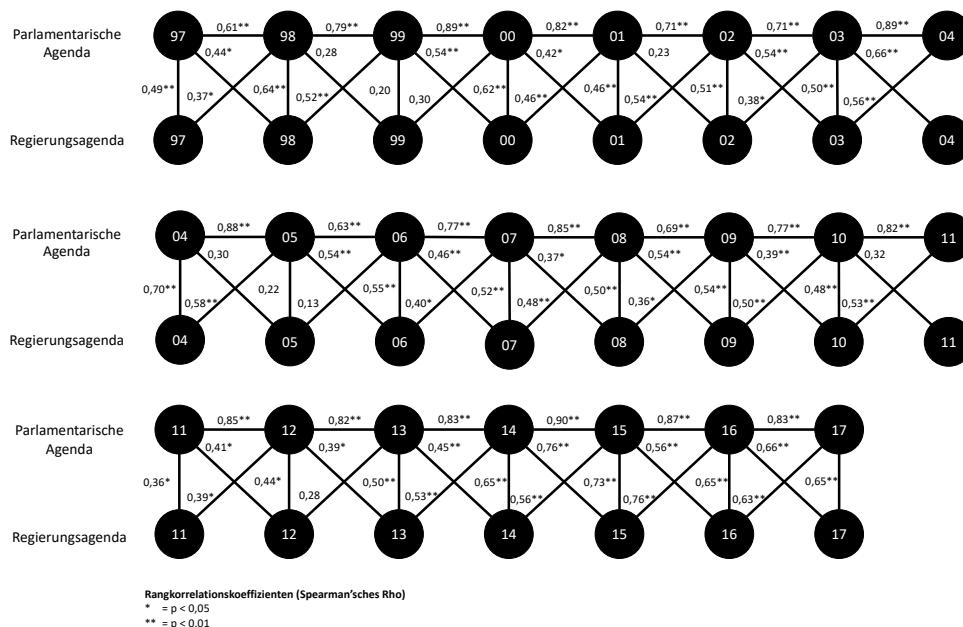 0,61** 0,79** 0,89** 0,82** 0,71** 0,71** 0,89**
Parlamentarische
Agenda
97 98 99 00 01 02 03 04
0,44* 0,28 0,54** 0,42* 0,23 0,54** 0,66**
0,49** 0,37* 0,64** 0,52** 0,20 0,30 0,62** 0,46** 0,46** 0,54** 0,51** 0,38* 0,50** 0,56**
Regierungsagenda
97 98 99 00 01 02 03 04
0,88** 0,63** 0,77** 0,85** 0,69** 0,77** 0,82**
Parlamentarische
Agenda
04 05 06 07 08 09 10 11
0,30 0,54** 0,46** 0,37* 0,54** 0,39** 0,32
0,70** 0,58** 0,22 0,13 0,55** 0,40* 0,52** 0,48** 0,50** 0,36* 0,54** 0,50** 0,48** 0,53**
Regierungsagenda
04 05 06 07 08 09 10 11
0,85** 0,82** 0,83** 0,90** 0,87** 0,83**
Parlamentarische
Agenda
11 12 13 14 15 16 17
0,41* 0,39* 0,45** 0,76** 0,56** 0,66**
0,36* 0,39* 0,44* 0,28 0,50** 0,53** 0,65** 0,56** 0,73** 0,76** 0,65** 0,63** 0,65**
Regierungsagenda
11 12 13 14 15 16 17
Rangkorrelationskoeffizienten (Spearman’sches Rho)
* = p < 0,05
** = p < 0,01